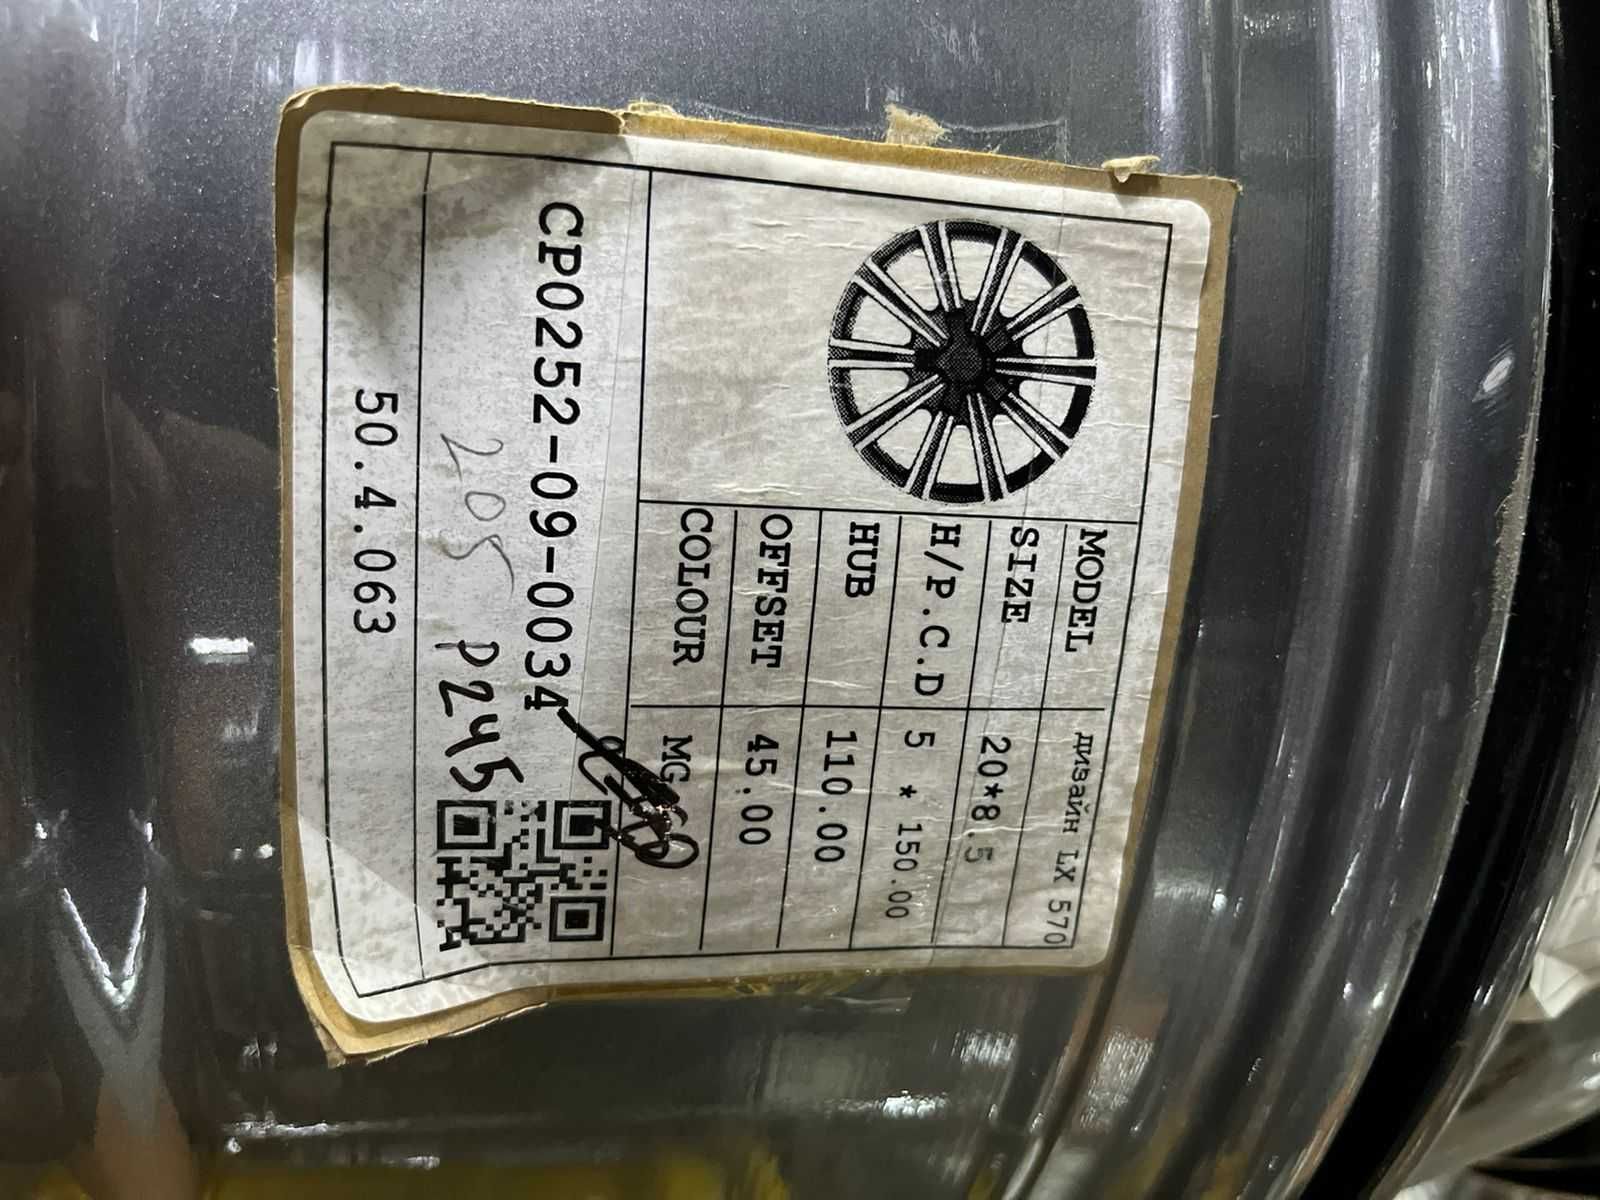 MODEL дизайн LX 570
SIZE 20*8.5
H/P.C.D 5 * 150.00
HUB 110.00
OFFSET 45.00
COLOUR MG
CP0252-09-0034
205 P245
50.4.063